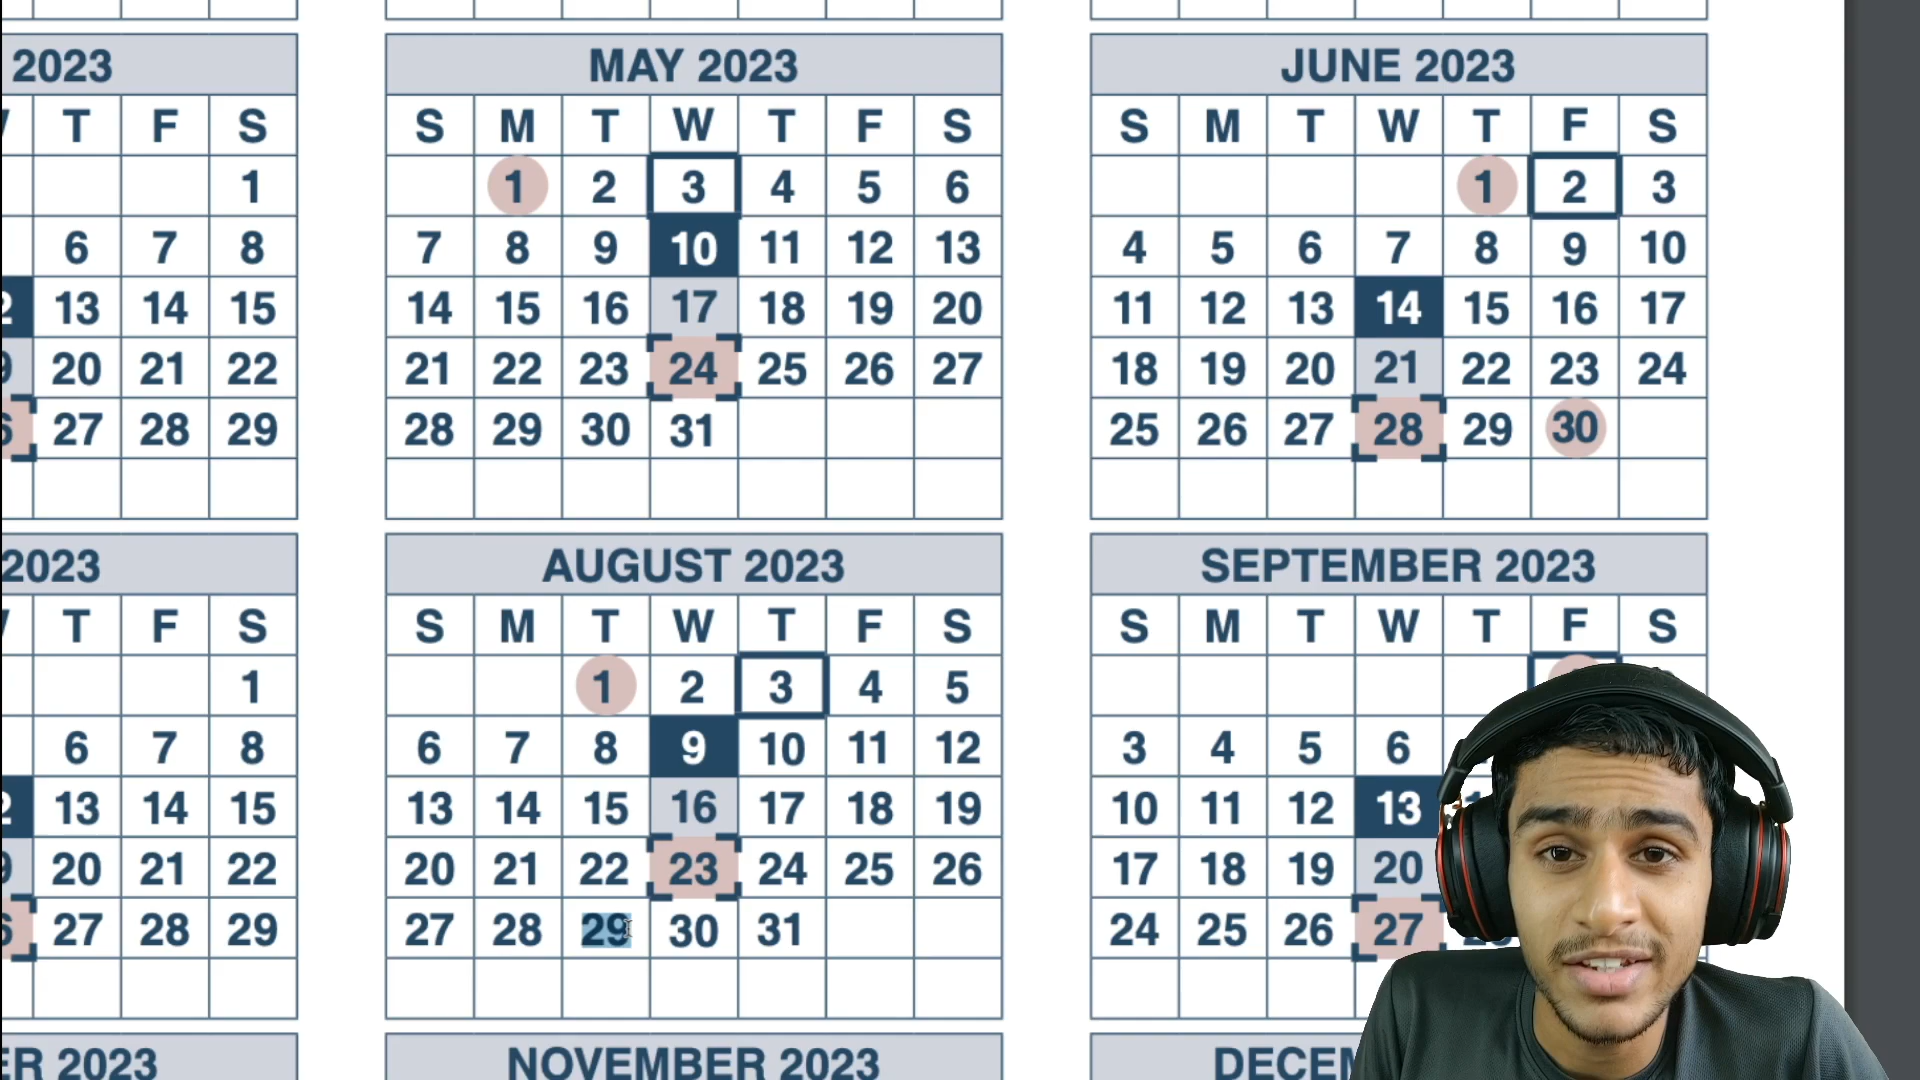 2023
T F S
1
6 7 8
13 14 15
20 21 22
27 28 29
MAY 2023
S M T W T F S
1 2 3 4 5 6
7 8 9 10 11 12 13
14 15 16 17 18 19 20
21 22 23 24 25 26 27
28 29 30 31
JUNE 2023
S M T W T F S
1 2 3
4 5 6 7 8 9 10
11 12 13 14 15 16 17
18 19 20 21 22 23 24
25 26 27 28 29 30
2023
T F S
1
6 7 8
13 14 15
20 21 22
27 28 29
AUGUST 2023
S M T W T F S
1 2 3 4 5
6 7 8 9 10 11 12
13 14 15 16 17 18 19
20 21 22 23 24 25 26
27 28 29 30 31
SEPTEMBER 2023
S M T W T F S
3 4 5 6
10 11 12 13
17 18 19 20
24 25 26 27
ER 2023
NOVEMBER 2023
DECEM